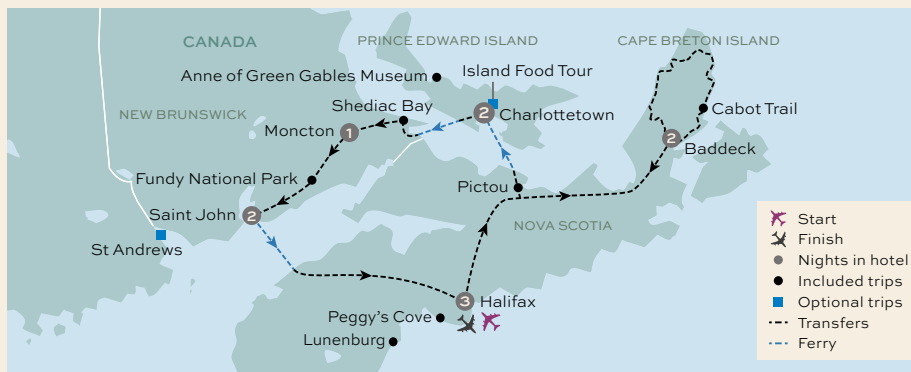 CANADA
PRINCE EDWARD ISLAND
CAPE BRETON ISLAND
Anne of Green Gables Museum
Island Food Tour
NEW BRUNSWICK
Shediac Bay
2
Charlottetown
Cabot Trail
Moncton
1
2
Baddeck
Fundy National Park
Pictou
Saint John
2
NOVA SCOTIA
St Andrews
3
Halifax
Peggy's Cove
Lunenburg
Start
Finish
Nights in hotel
Included trips
Optional trips
Transfers
Ferry